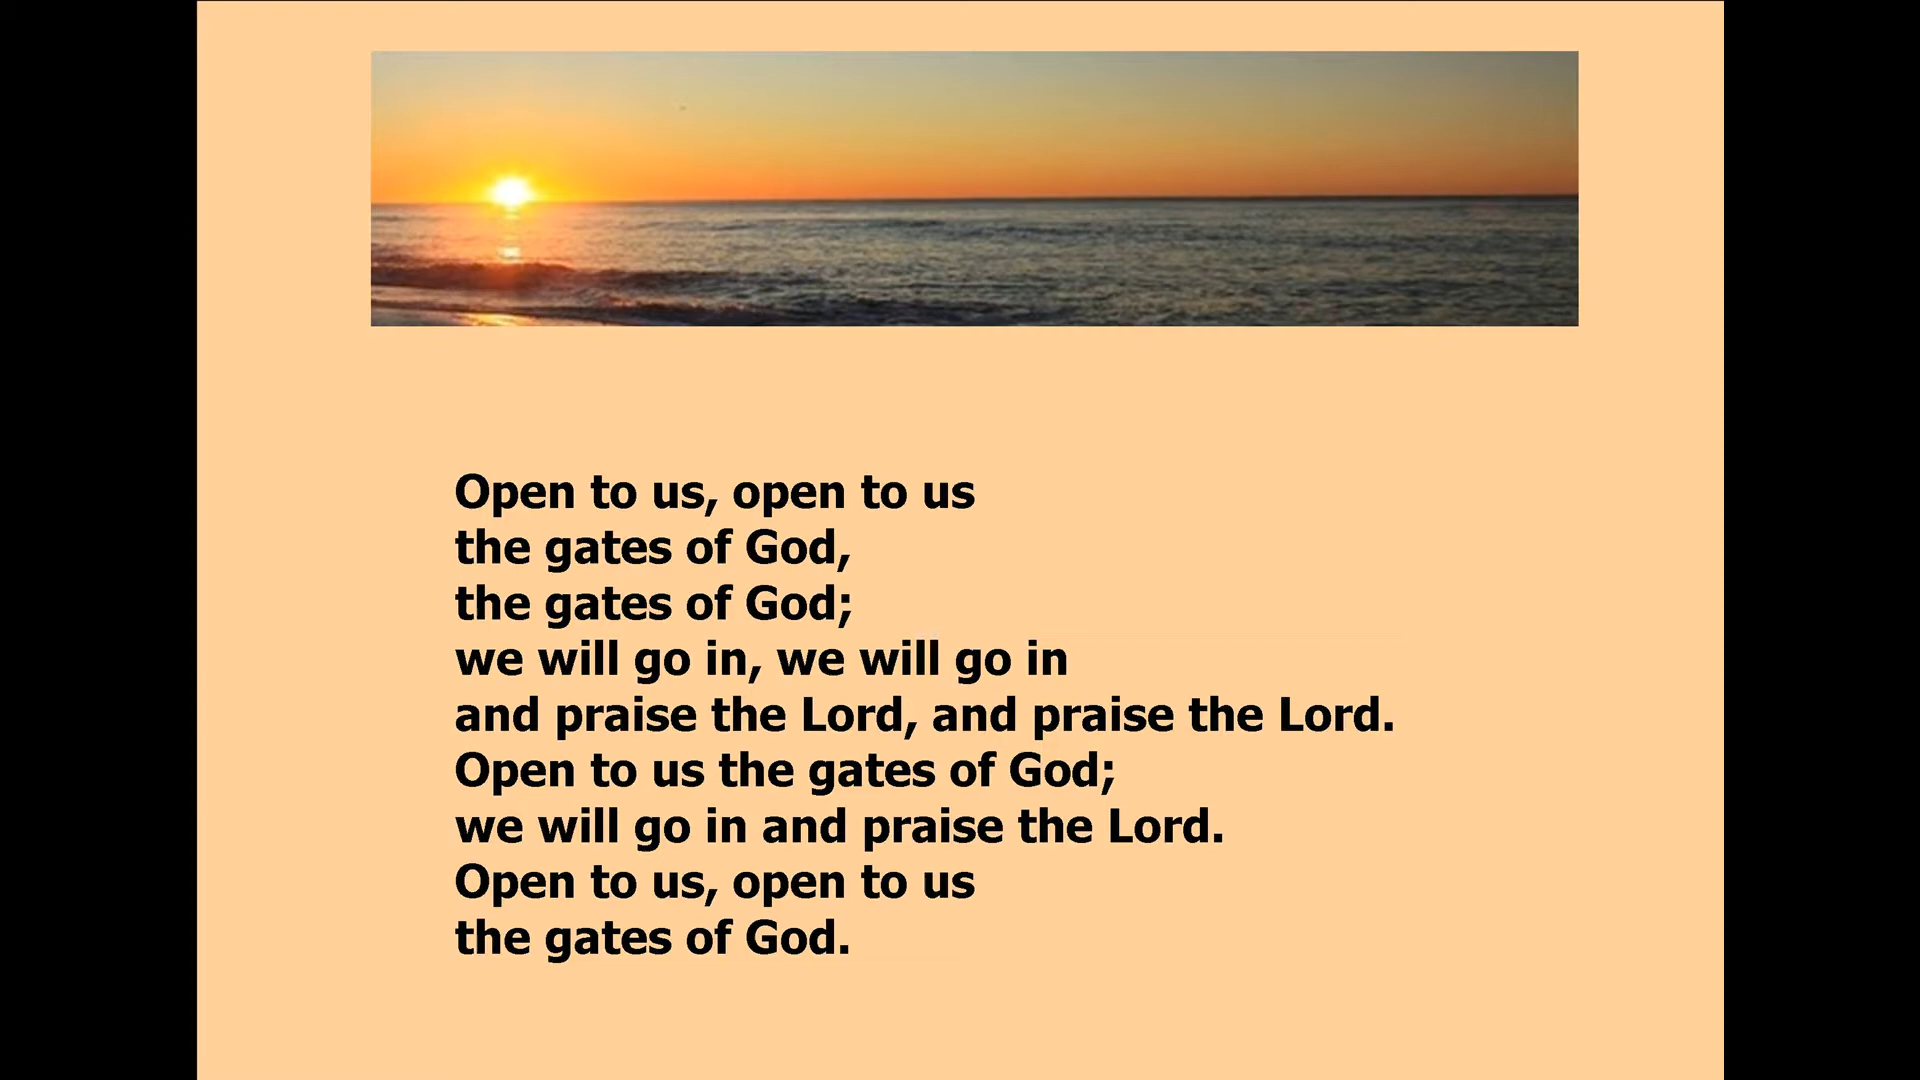 Open to us, open to us
the gates of God,
the gates of God;
we will go in, we will go in
and praise the Lord, and praise the Lord.
Open to us the gates of God;
we will go in and praise the Lord.
Open to us, open to us
the gates of God.